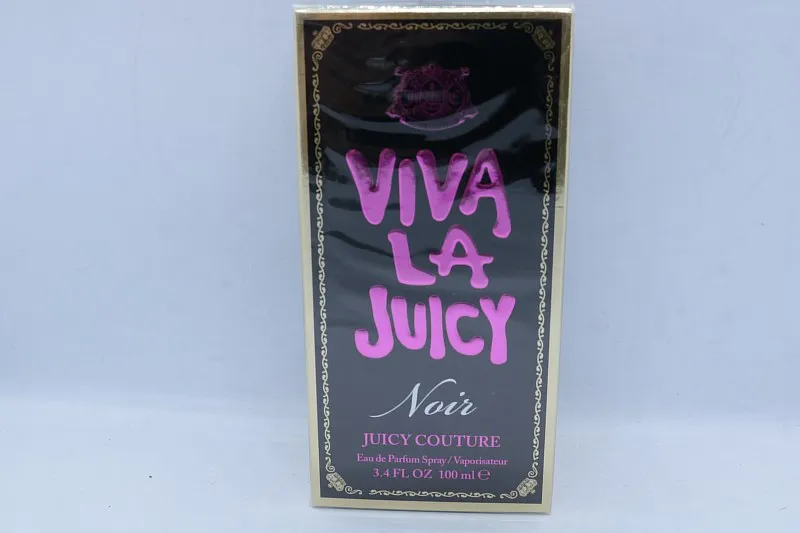 VIVA
LA
JUICY
Noir
JUICY COUTURE
Eau de Parfum Spray / Vaporisateur
3.4 FL OZ 100 ml ℮